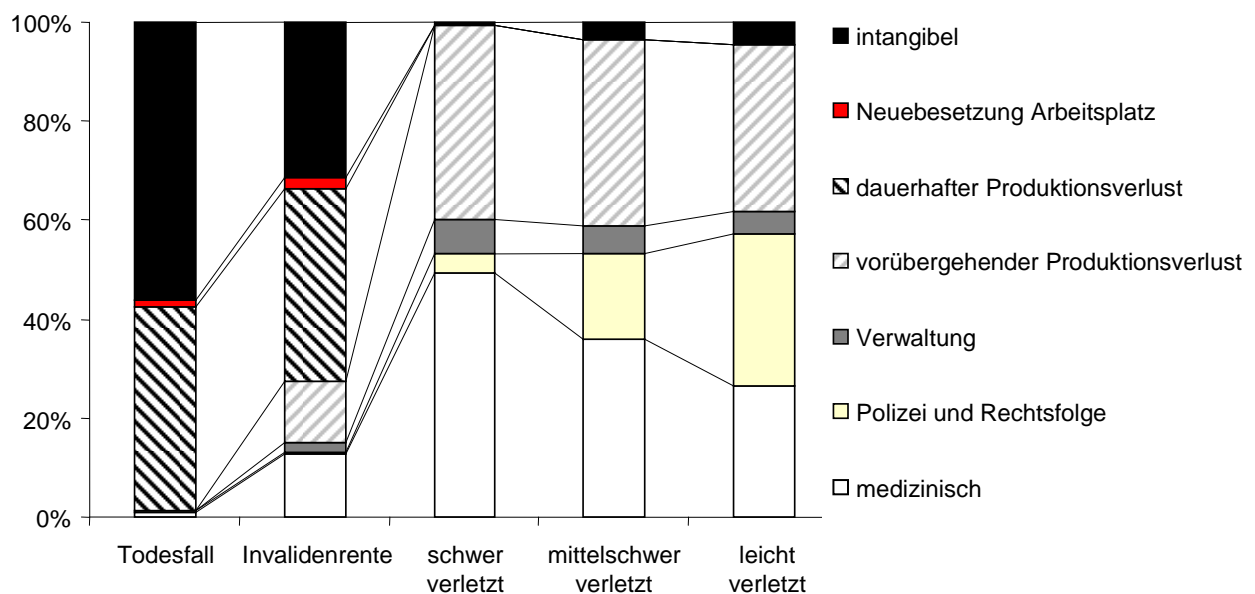 100%
80%
60%
40%
20%
0%
Todesfall
Invalidenrente
schwer
verletzt
mittelschwer
verletzt
leicht
verletzt
intangibel
Neuebesetzung Arbeitsplatz
dauerhafter Produktionsverlust
vorübergehender Produktionsverlust
Verwaltung
Polizei und Rechtsfolge
medizinisch